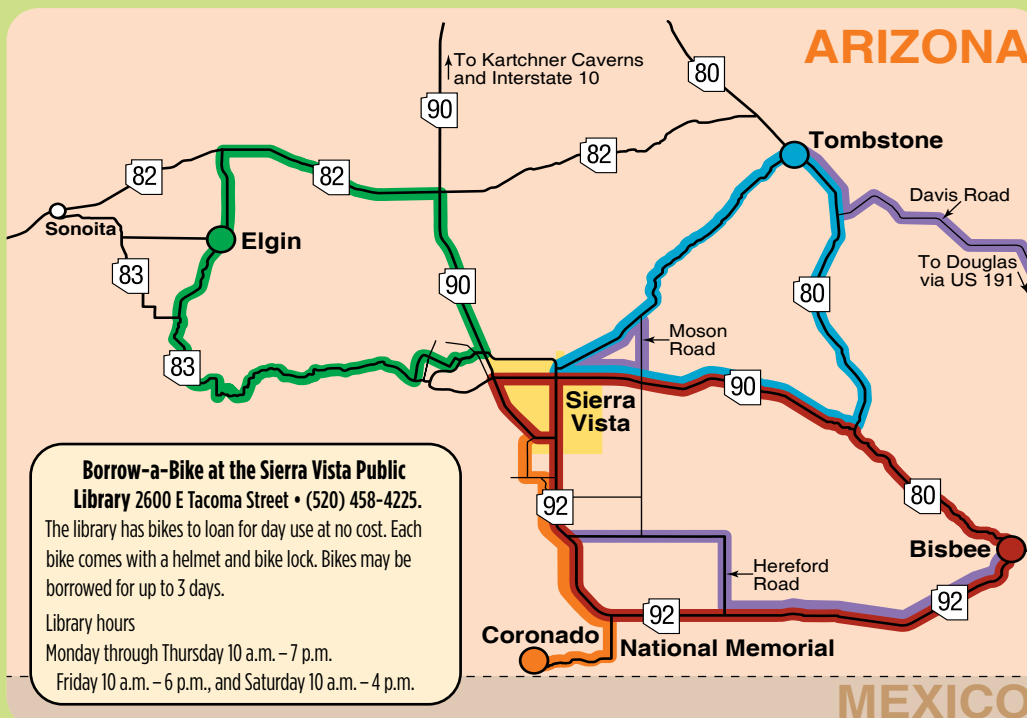 ARIZONA
To Kartchner Caverns
and Interstate 10
80
90
Tombstone
82
82
82
Davis Road
Sonoita
Elgin
To Douglas
via US 191
83
90
80
Moson
Road
83
90
Sierra
Vista
Borrow-a-Bike at the Sierra Vista Public
Library 2600 E Tacoma Street • (520) 458-4225.
The library has bikes to loan for day use at no cost. Each
bike comes with a helmet and bike lock. Bikes may be
borrowed for up to 3 days.
Library hours
Monday through Thursday 10 a.m. – 7 p.m.
Friday 10 a.m. – 6 p.m., and Saturday 10 a.m. – 4 p.m.
92
80
Bisbee
Hereford
Road
92
92
Coronado
National Memorial
MEXICO